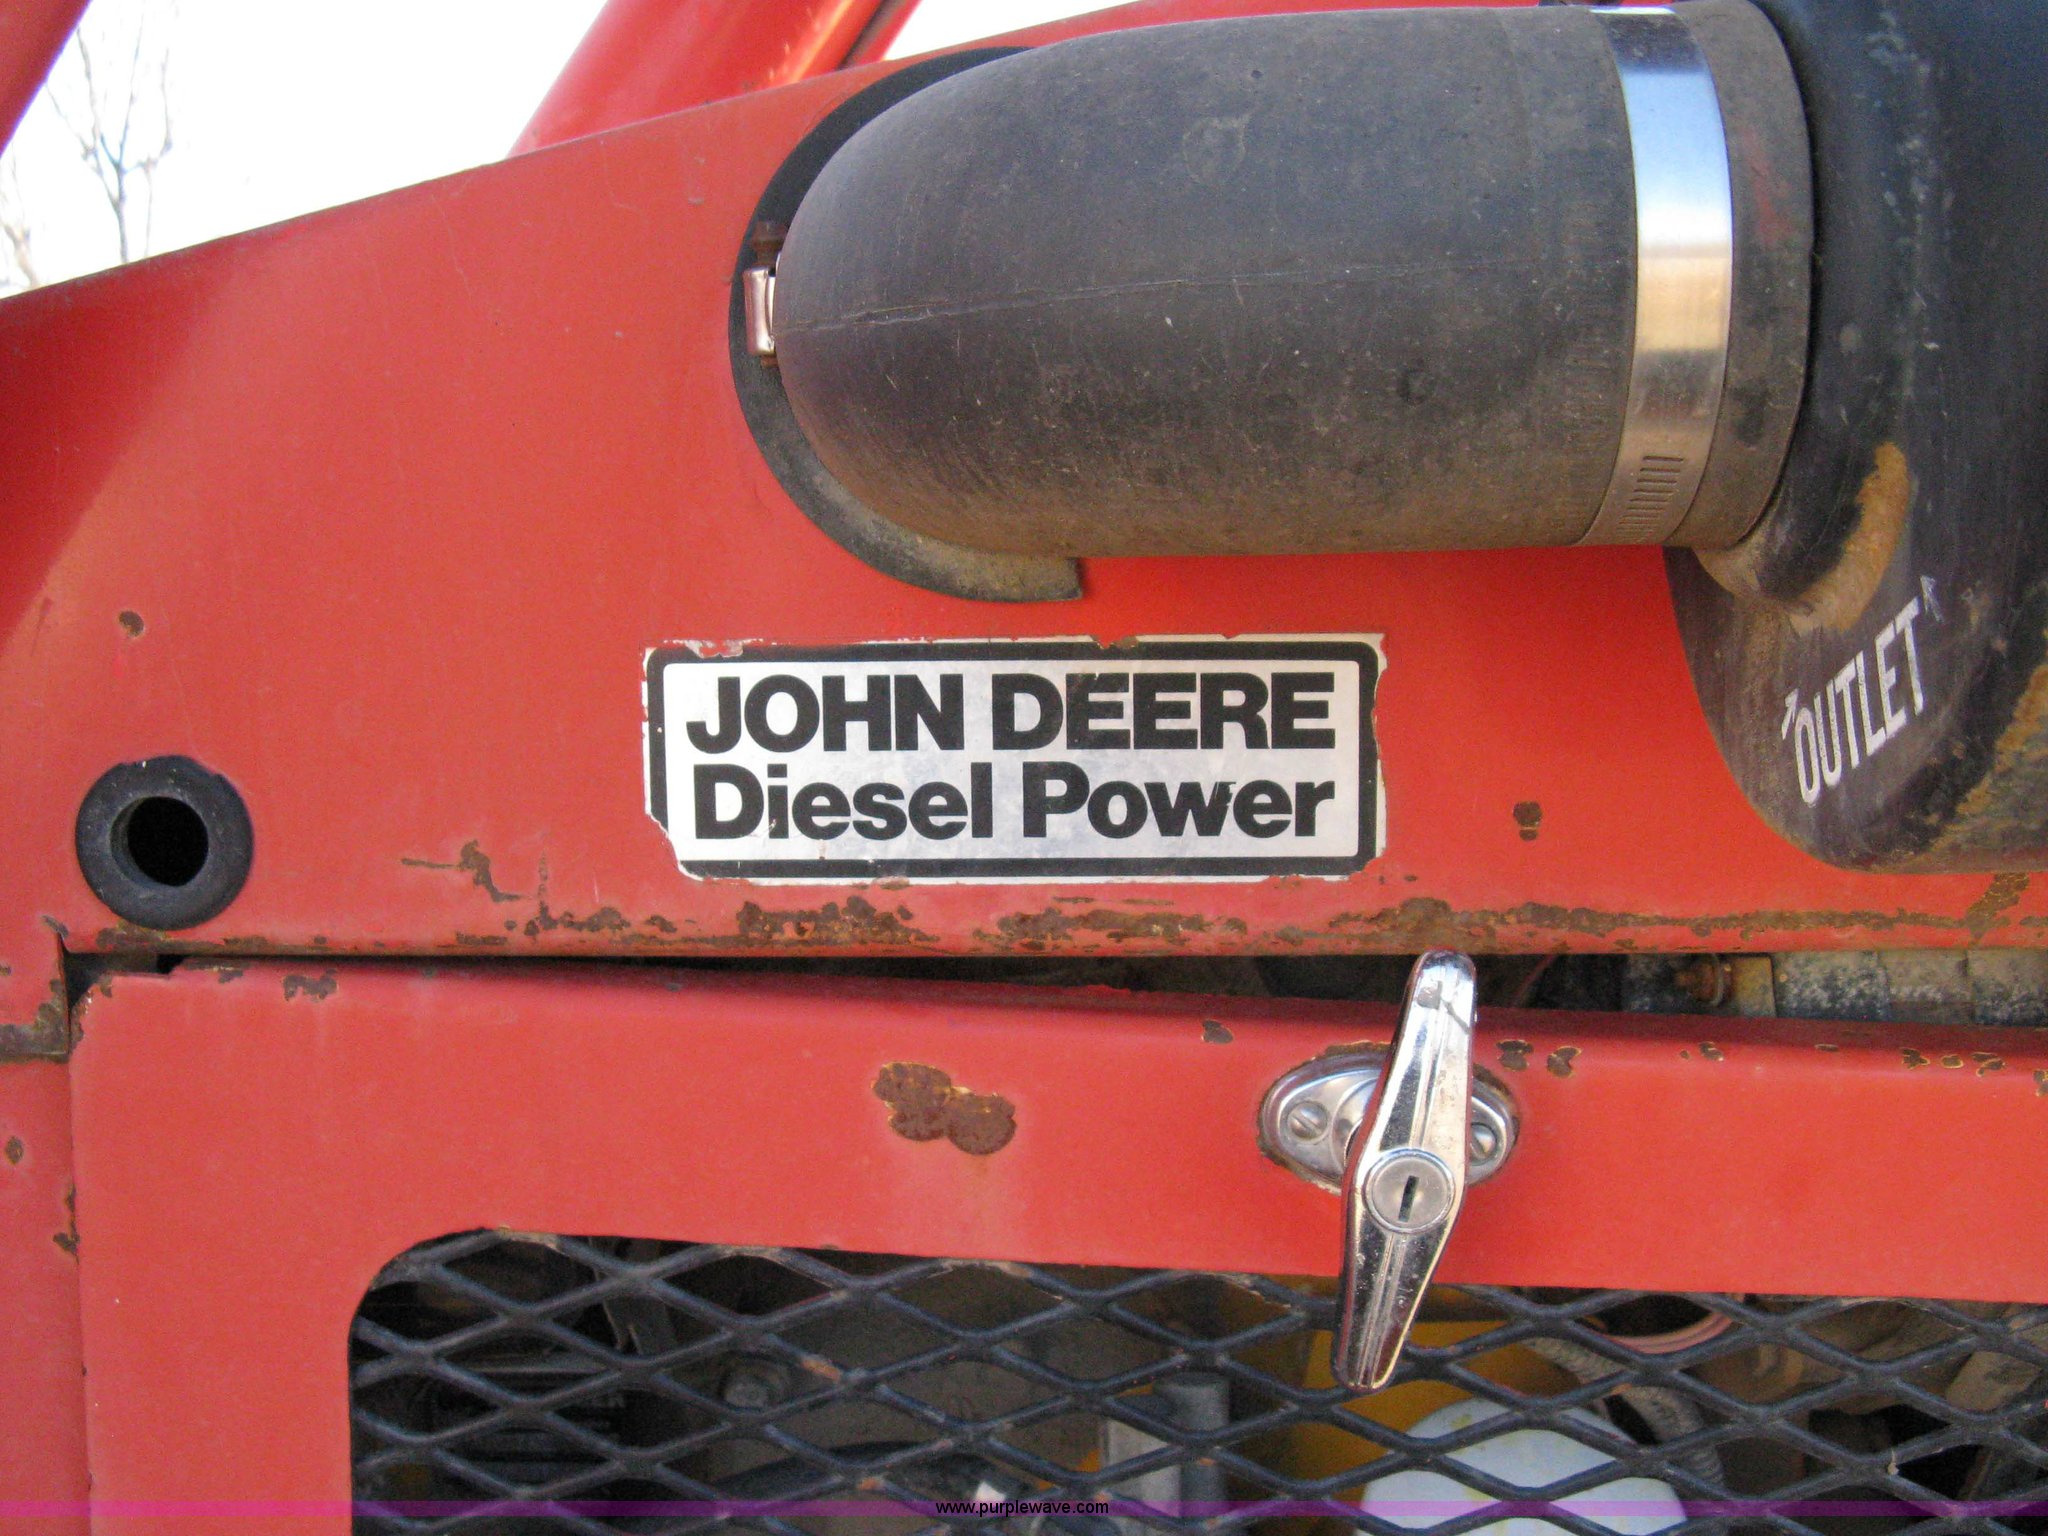 JOHN DEERE
Diesel Power
OUTLET
www.purplewave.com